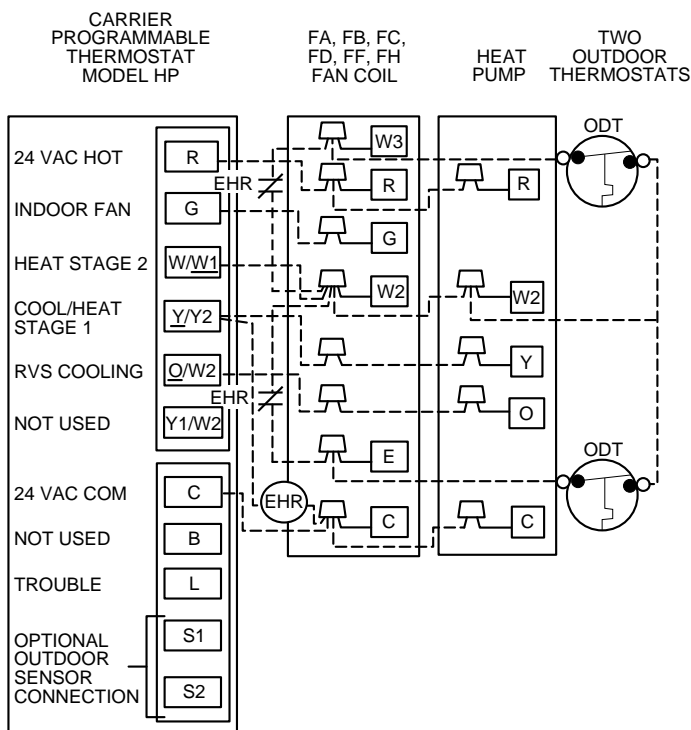 CARRIER
PROGRAMMABLE
THERMOSTAT
MODEL HP
FA, FB, FC,
FD, FF, FH
FAN COIL
HEAT
PUMP
TWO
OUTDOOR
THERMOSTATS
24 VAC HOT
R
INDOOR FAN
G
HEAT STAGE 2
W/W1
COOL/HEAT
STAGE 1
Y/Y2
RVS COOLING
O/W2
NOT USED
Y1/W2
24 VAC COM
C
NOT USED
B
TROUBLE
L
OPTIONAL
OUTDOOR
SENSOR
CONNECTION
S1
S2
EHR
EHR
EHR
W3
R
G
W2
E
C
R
W2
Y
O
C
ODT
ODT